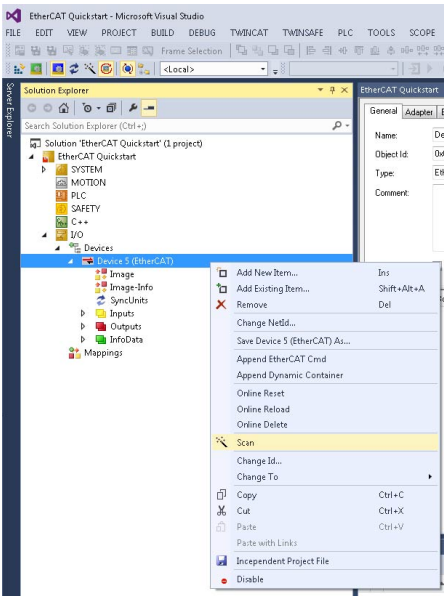 EtherCAT Quickstart - Microsoft Visual Studio
FILE EDIT VIEW PROJECT BUILD DEBUG TWINCAT TWINSAFE PLC TOOLS SCOPE
Frame Selection
<Local>
Server Explorer
Solution Explorer
EtherCAT Quickstart
Search Solution Explorer (Ctrl+;)
General Adapter
Solution 'EtherCAT Quickstart' (1 project)
EtherCAT Quickstart
SYSTEM
MOTION
PLC
SAFETY
C++
I/O
Devices
Device 5 (EtherCAT)
Image
Image-Info
SyncUnits
Inputs
Outputs
InfoData
Mappings
Name:
Object Id:
Type:
Comment:
Add New Item... Ins
Add Existing Item... Shift+Alt+A
Remove Del
Change NetId...
Save Device 5 (EtherCAT) As...
Append EtherCAT Cmd
Append Dynamic Container
Online Reset
Online Reload
Online Delete
Scan
Change Id...
Change To
Copy Ctrl+C
Cut Ctrl+X
Paste Ctrl+V
Paste with Links
Incependent Project File
Disable